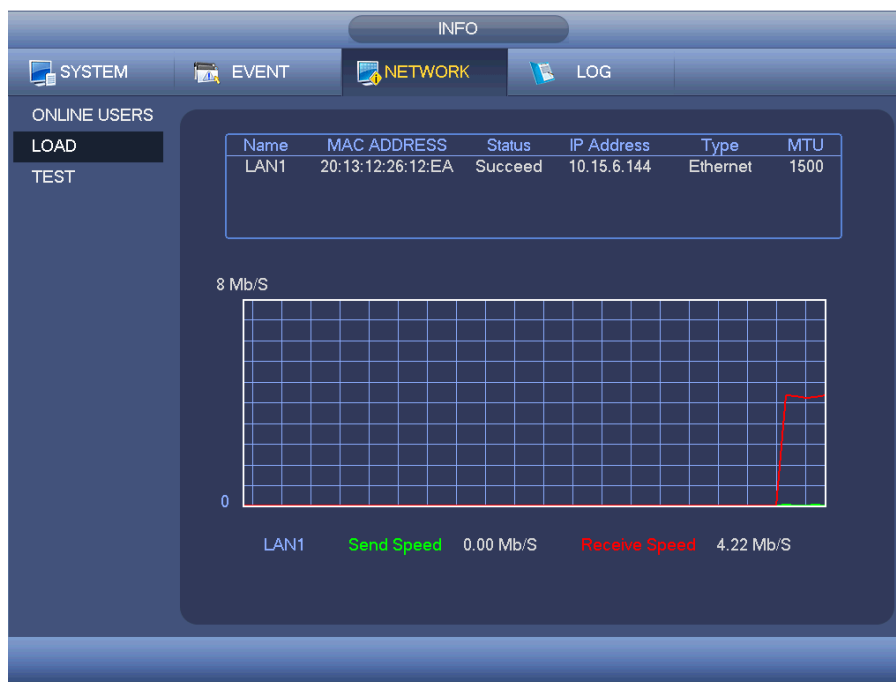 INFO
SYSTEM EVENT NETWORK LOG
ONLINE USERS
LOAD
TEST
Name MAC ADDRESS Status IP Address Type MTU
LAN1 20:13:12:26:12:EA Succeed 10.15.6.144 Ethernet 1500
8 Mb/S
0
LAN1 Send Speed 0.00 Mb/S Receive Speed 4.22 Mb/S